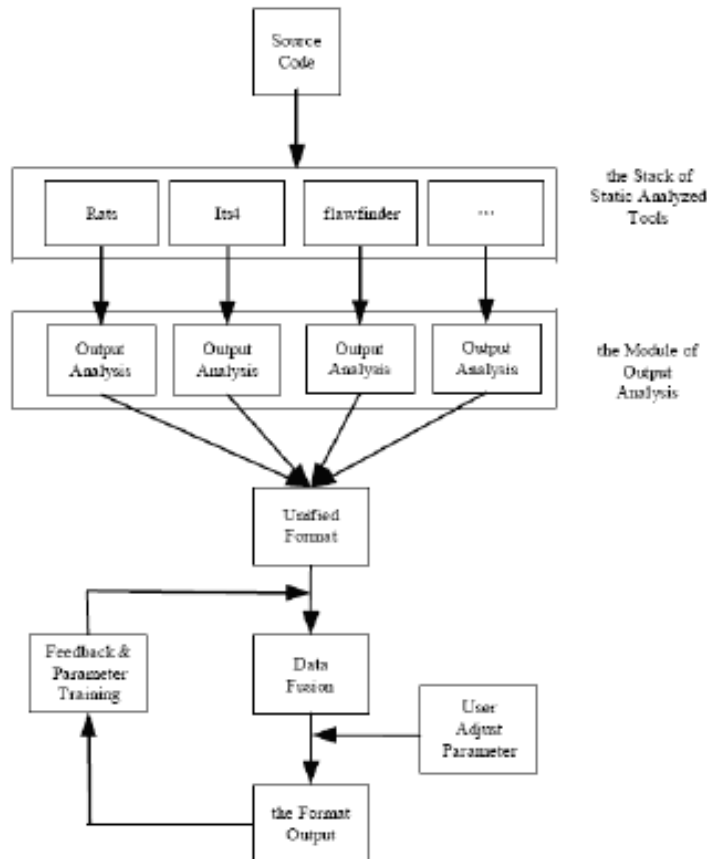 Source
Code
the Stack of
Static Analyzed
Tools
Rats
Its4
flawfinder
...
Output
Analysis
Output
Analysis
Output
Analysis
Output
Analysis
the Module of
Output
Analysis
Unified
Format
Feedback &
Parameter
Training
Data
Fusion
User
Adjust
Parameter
the Format
Output